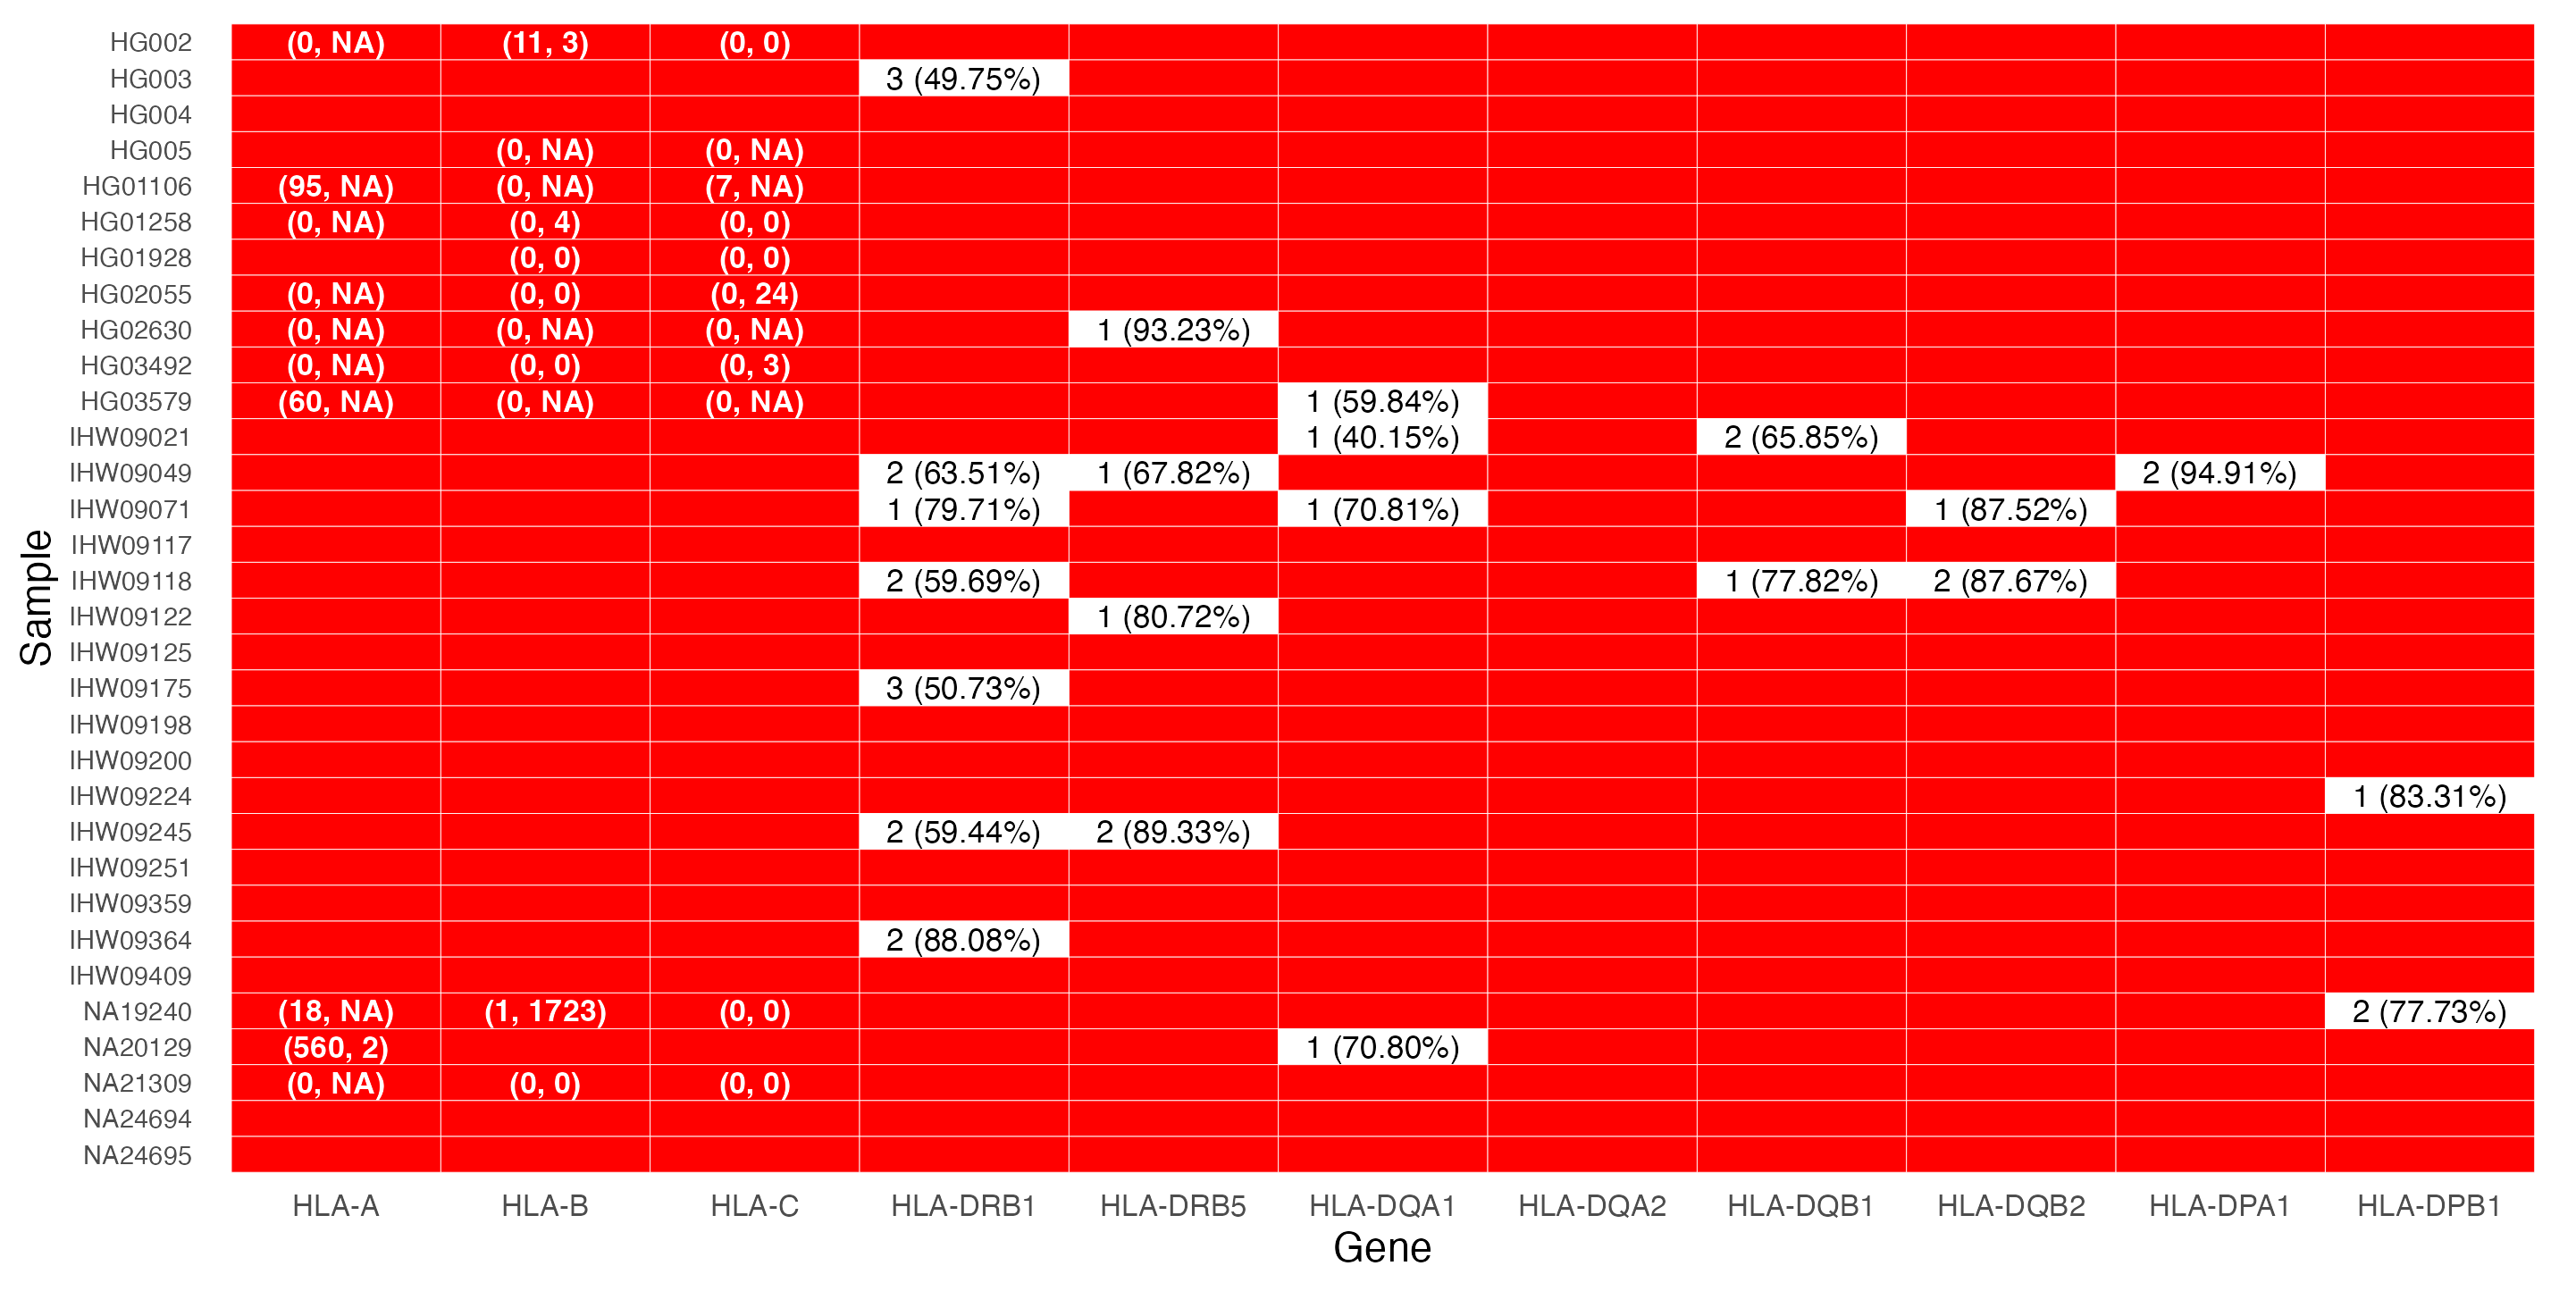 HG002 (0, NA) (11, 3) (0, 0)
HG003 3 (49.75%)
HG004
HG005 (0, NA) (0, NA)
HG01106 (95, NA) (0, NA) (7, NA)
HG01258 (0, NA) (0, 4) (0, 0)
HG01928 (0, 0) (0, 0)
HG02055 (0, NA) (0, 0) (0, 24)
HG02630 (0, NA) (0, NA) (0, NA) 1 (93.23%)
HG03492 (0, NA) (0, 0) (0, 3)
HG03579 (60, NA) (0, NA) (0, NA) 1 (59.84%)
IHW09021 1 (40.15%) 2 (65.85%)
IHW09049 2 (63.51%) 1 (67.82%) 2 (94.91%)
IHW09071 1 (79.71%) 1 (70.81%) 1 (87.52%)
IHW09117
IHW09118 2 (59.69%) 1 (77.82%) 2 (87.67%)
IHW09122 1 (80.72%)
IHW09125
IHW09175 3 (50.73%)
IHW09198
IHW09200
IHW09224 1 (83.31%)
IHW09245 2 (59.44%) 2 (89.33%)
IHW09251
IHW09359
IHW09364 2 (88.08%)
IHW09409
NA19240 (18, NA) (1, 1723) (0, 0) 2 (77.73%)
NA20129 (560, 2) 1 (70.80%)
NA21309 (0, NA) (0, 0) (0, 0)
NA24694
NA24695
Sample
HLA-A HLA-B HLA-C HLA-DRB1 HLA-DRB5 HLA-DQA1 HLA-DQA2 HLA-DQB1 HLA-DQB2 HLA-DPA1 HLA-DPB1
Gene